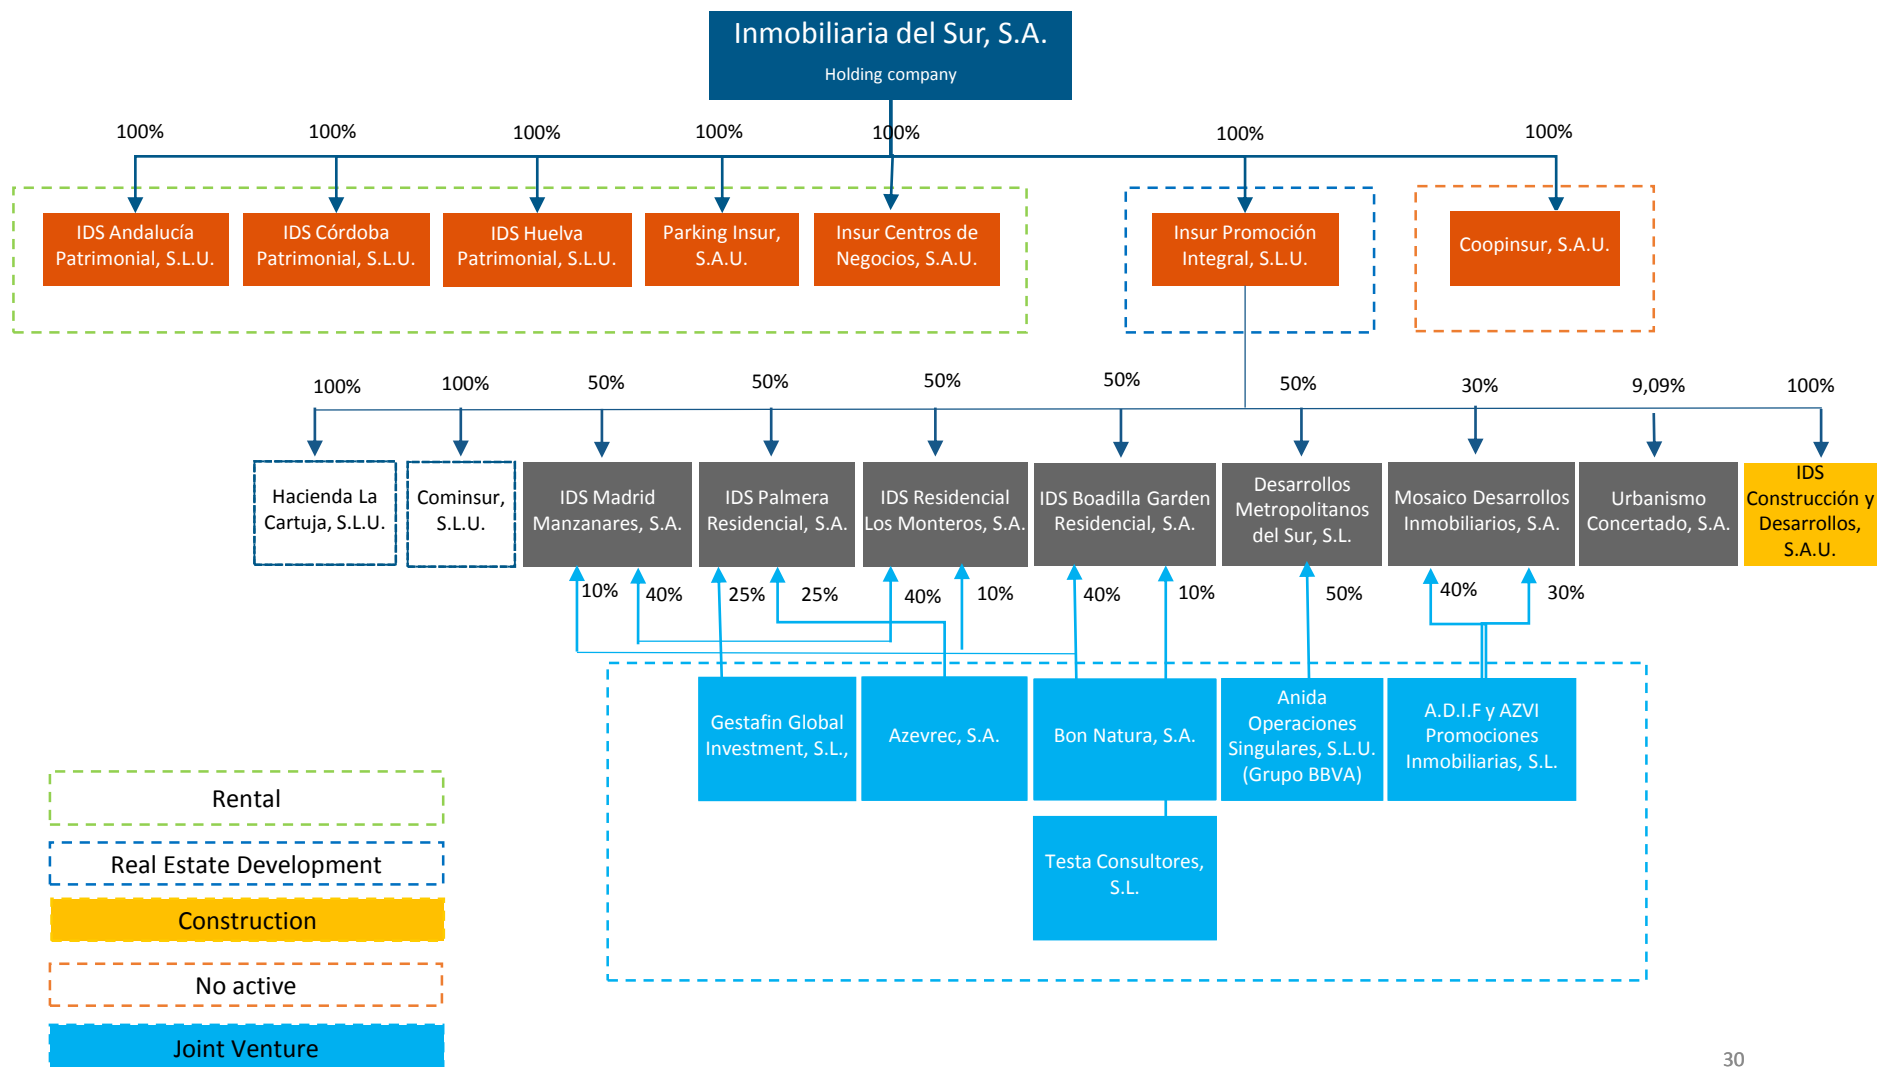 Inmobiliaria del Sur, S.A.
Holding company
100%
100%
100%
100%
100%
100%
100%
IDS Andalucía
Patrimonial, S.L.U.
IDS Córdoba
Patrimonial, S.L.U.
IDS Huelva
Patrimonial, S.L.U.
Parking Insur,
S.A.U.
Insur Centros de
Negocios, S.A.U.
Insur Promoción
Integral, S.L.U.
Coopinsur, S.A.U.
100%
100%
50%
50%
50%
50%
50%
30%
9,09%
100%
Hacienda La
Cartuja, S.L.U.
Cominsur,
S.L.U.
IDS Madrid
Manzanares, S.A.
IDS Palmera
Residencial, S.A.
IDS Residencial
Los Monteros, S.A.
IDS Boadilla Garden
Residencial, S.A.
Desarrollos
Metropolitanos
del Sur, S.L.
Mosaico Desarrollos
Inmobiliarios, S.A.
Urbanismo
Concertado, S.A.
IDS
Construcción y
Desarrollos,
S.A.U.
10%
40%
25%
25%
40%
10%
40%
10%
50%
40%
30%
Gestafin Global
Investment, S.L.,
Azevrec, S.A.
Bon Natura, S.A.
Anida
Operaciones
Singulares, S.L.U.
(Grupo BBVA)
A.D.I.F y AZVI
Promociones
Inmobiliarias, S.L.
Testa Consultores,
S.L.
Rental
Real Estate Development
Construction
No active
Joint Venture
30